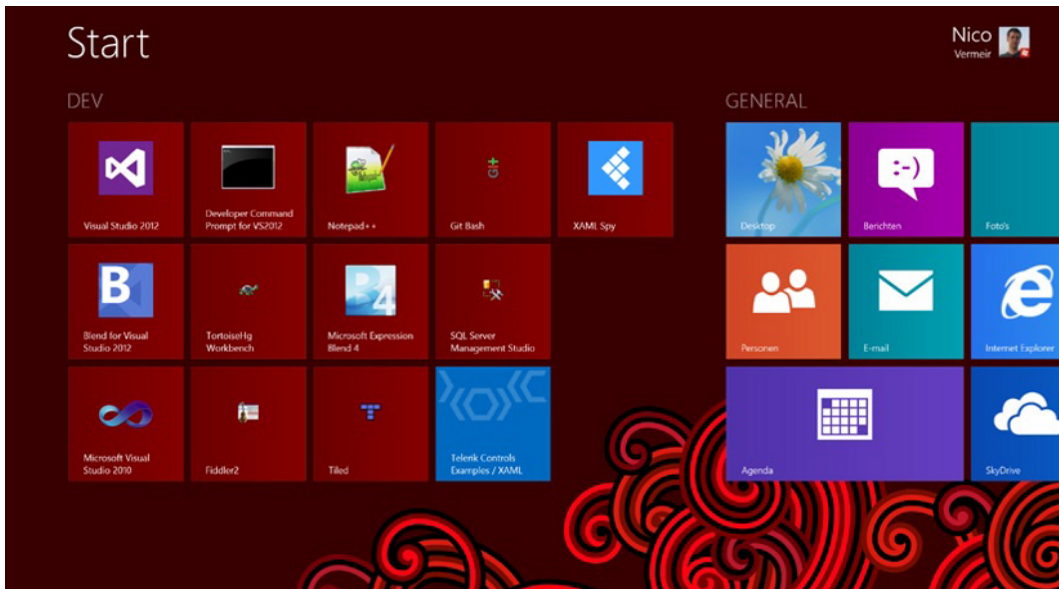 Start
Nico
Vermeir
DEV
GENERAL
Visual Studio 2012
Developer Command
Prompt for VS2012
Notepad++
Git
Git Bash
XAML Spy
Desktop
:-)
Berichten
Foto's
B
Blend for Visual
Studio 2012
TortoiseHg
Workbench
B4
Microsoft Expression
Blend 4
SQL Server
Management Studio
Personen
E-mail
Internet Explorer
Microsoft Visual
Studio 2010
Fiddler2
T
Tiled
Telerik Controls
Examples / XAML
Agenda
SkyDrive